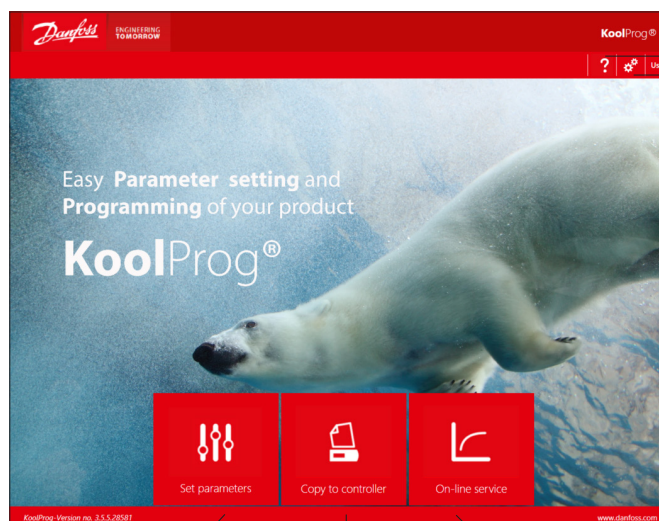 Danfoss
ENGINEERING
TOMORROW
KoolProg®
?
Us
Easy Parameter setting and
Programming of your product
KoolProg®
Set parameters
Copy to controller
On-line service
KoolProg-Version no. 3.5.5.28581
www.danfoss.com